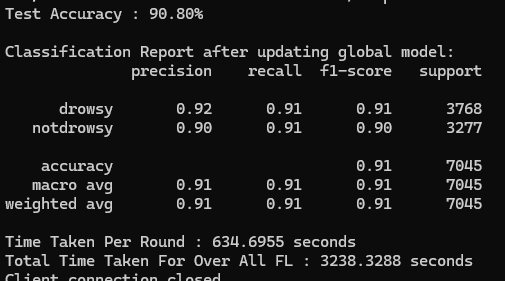 Test Accuracy : 90.80%
Classification Report after updating global model:
precision recall f1-score support
drowsy 0.92 0.91 0.91 3768
notdrowsy 0.90 0.91 0.90 3277
accuracy 0.91 7045
macro avg 0.91 0.91 0.91 7045
weighted avg 0.91 0.91 0.91 7045
Time Taken Per Round : 634.6955 seconds
Total Time Taken For Over All FL : 3238.3288 seconds
Client connection closed